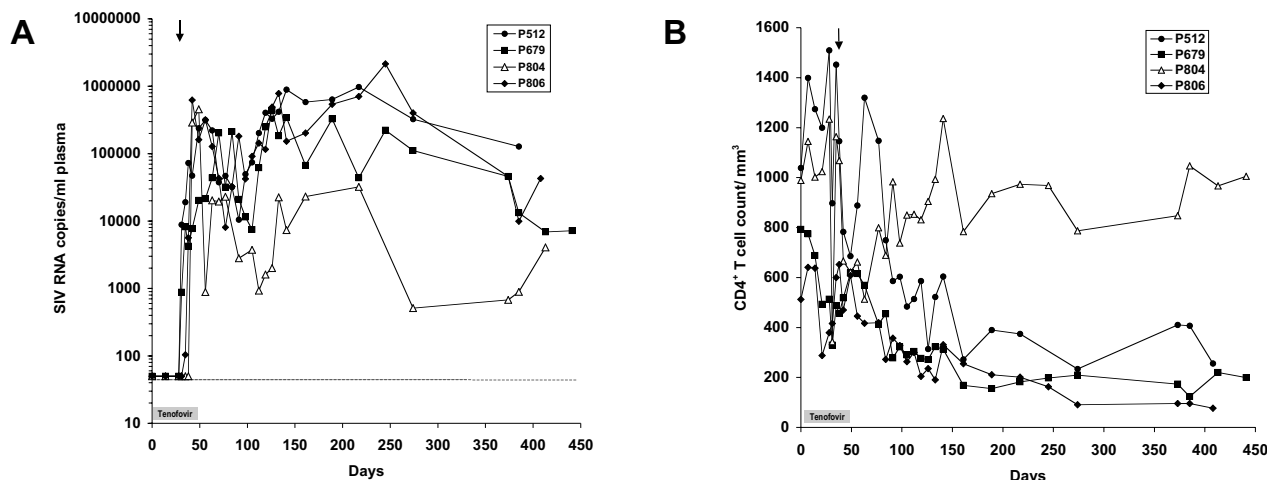 A
SIV RNA copies/ml plasma
10000000
1000000
100000
10000
1000
100
10
P512
P679
P804
P806
Tenofovir
0 50 100 150 200 250 300 350 400 450
Days
B
CD4+ T cell count/ mm3
1600
1400
1200
1000
800
600
400
200
0
P512
P679
P804
P806
Tenofovir
0 50 100 150 200 250 300 350 400 450
Days